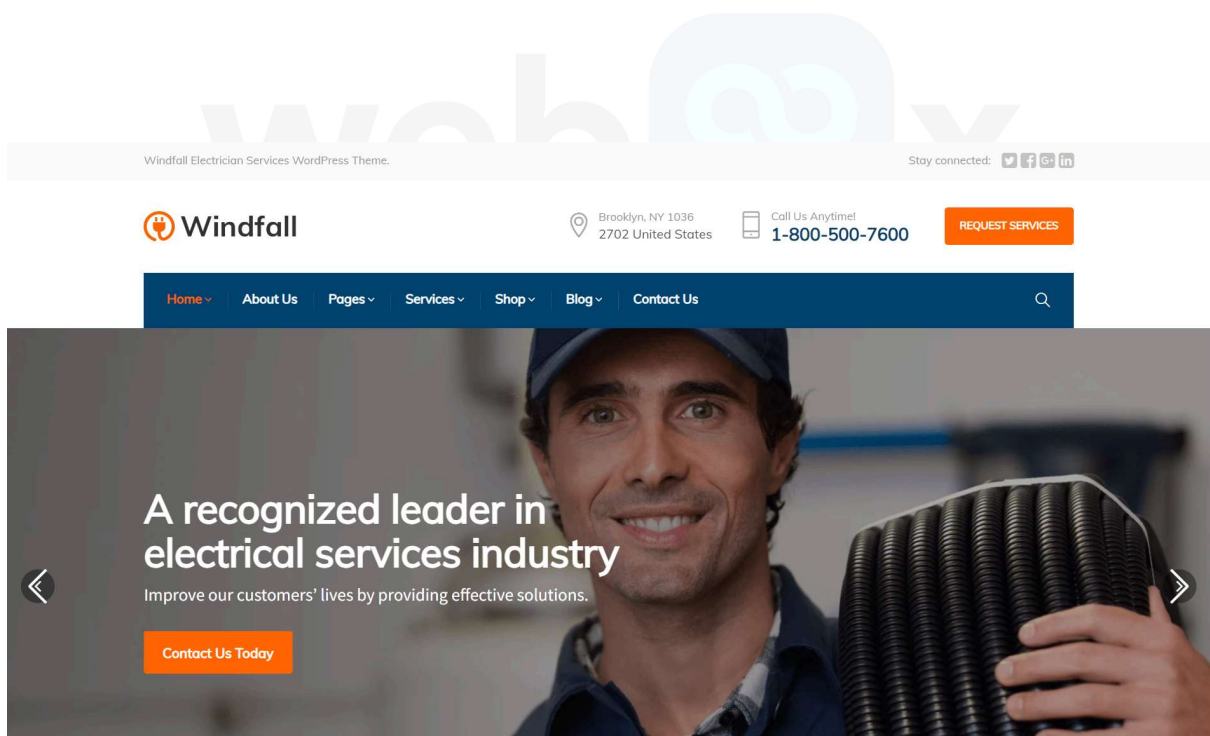 Windfall Electrician Services WordPress Theme.
Stay connected:
Windfall
Brooklyn, NY 1036
2702 United States
Call Us Anytime!
1-800-500-7600
REQUEST SERVICES
Home
About Us
Pages
Services
Shop
Blog
Contact Us
A recognized leader in
electrical services industry
Improve our customers' lives by providing effective solutions.
Contact Us Today